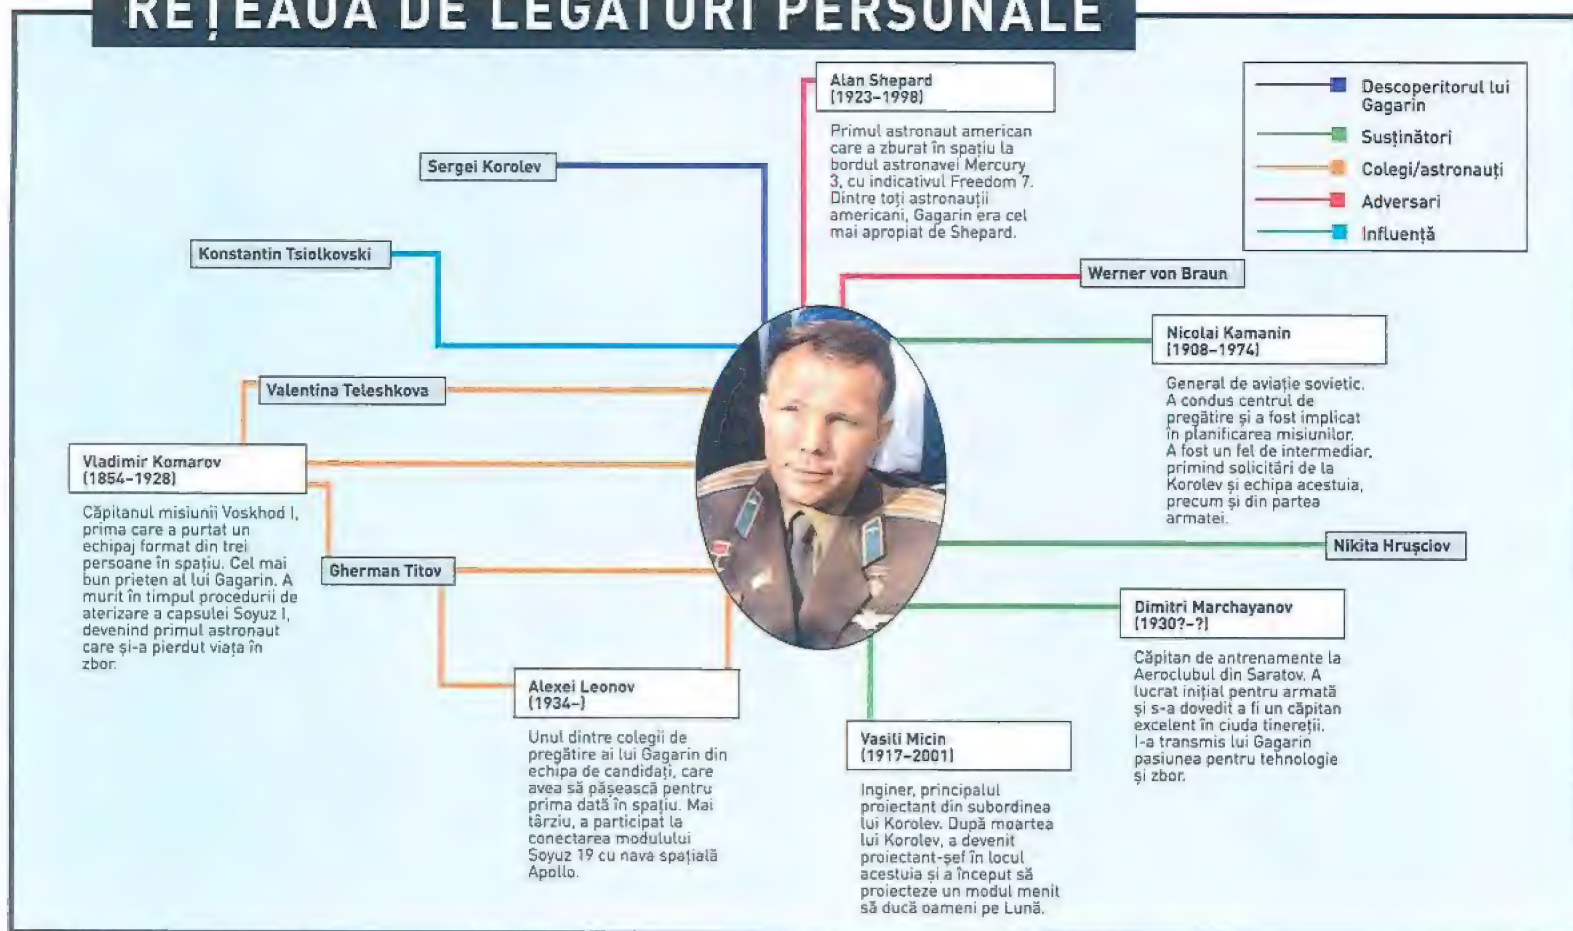 REȚEAUA DE LEGĂTURI PERSONALE
Alan Shepard
(1923–1998)
Primul astronaut american
care a zburat în spațiu la
bordul astronavei Mercury
3, cu indicativul Freedom 7.
Dintre toți astronauții
americani, Gagarin era cel
mai apropiat de Shepard.
Descoperitorul lui
Gagarin
Susținători
Colegi/astronauți
Adversari
Influență
Sergei Korolev
Konstantin Tsiolkovski
Werner von Braun
Nicolai Kamanin
(1908–1974)
General de aviație sovietic.
A condus centrul de
pregătire și a fost implicat
în planificarea misiunilor.
A fost un fel de intermediar,
primind solicitări de la
Korolev și echipa acestuia,
precum și din partea
armatei.
Valentina Teleshkova
Vladimir Komarov
(1854–1928)
Căpitanul misiunii Voskhod I,
prima care a purtat un
echipaj format din trei
persoane în spațiu. Cel mai
bun prieten al lui Gagarin. A
murit în timpul procedurii de
aterizare a capsulei Soyuz I,
devenind primul astronaut
care și-a pierdut viața în
zbor.
Gherman Titov
Nikita Hrușciov
Dimitri Marchayanov
(1930?–?)
Căpitan de antrenamente la
Aeroclubul din Saratov. A
lucrat inițial pentru armată
și s-a dovedit a fi un căpitan
excelent în ciuda tinereții.
I-a transmis lui Gagarin
pasiunea pentru tehnologie
și zbor.
Alexei Leonov
(1934–)
Unul dintre colegii de
pregătire ai lui Gagarin din
echipa de candidați, care
avea să pășească pentru
prima dată în spațiu. Mai
târziu, a participat la
conectarea modulului
Soyuz 19 cu nava spațială
Apollo.
Vasili Micin
(1917–2001)
Inginer, principalul
proiectant din subordinea
lui Korolev. După moartea
lui Korolev, a devenit
proiectant-șef în locul
acestuia și a început să
proiecteze un modul menit
să ducă oameni pe Lună.